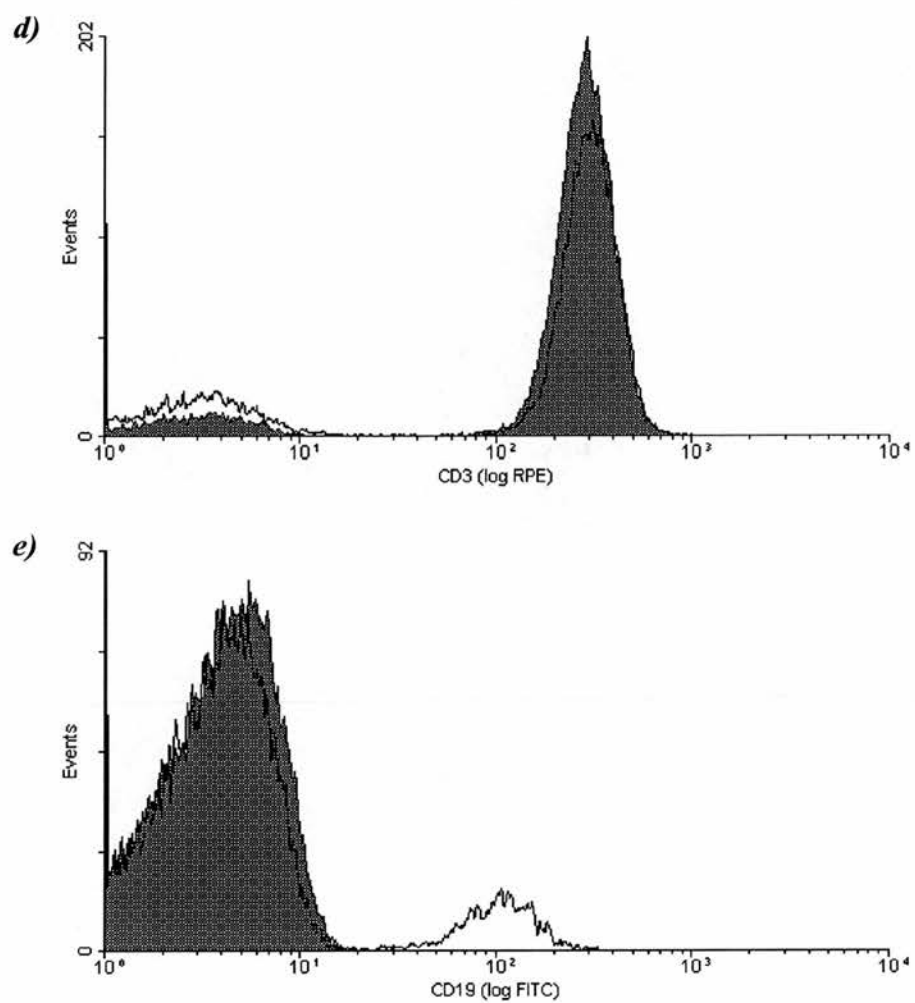 d)
202
Events
0
10⁰ 10¹ 10² 10³ 10⁴
CD3 (log RPE)
e)
92
Events
0
10⁰ 10¹ 10² 10³ 10⁴
CD19 (log FITC)